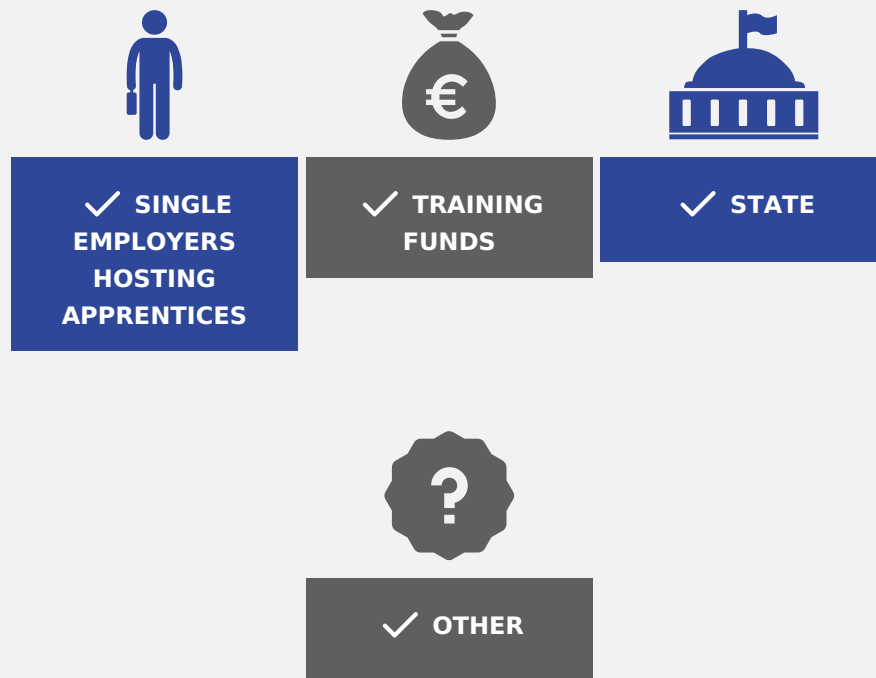 €
✓ SINGLE
EMPLOYERS
HOSTING
APPRENTICES
✓ TRAINING
FUNDS
✓ STATE
?
✓ OTHER